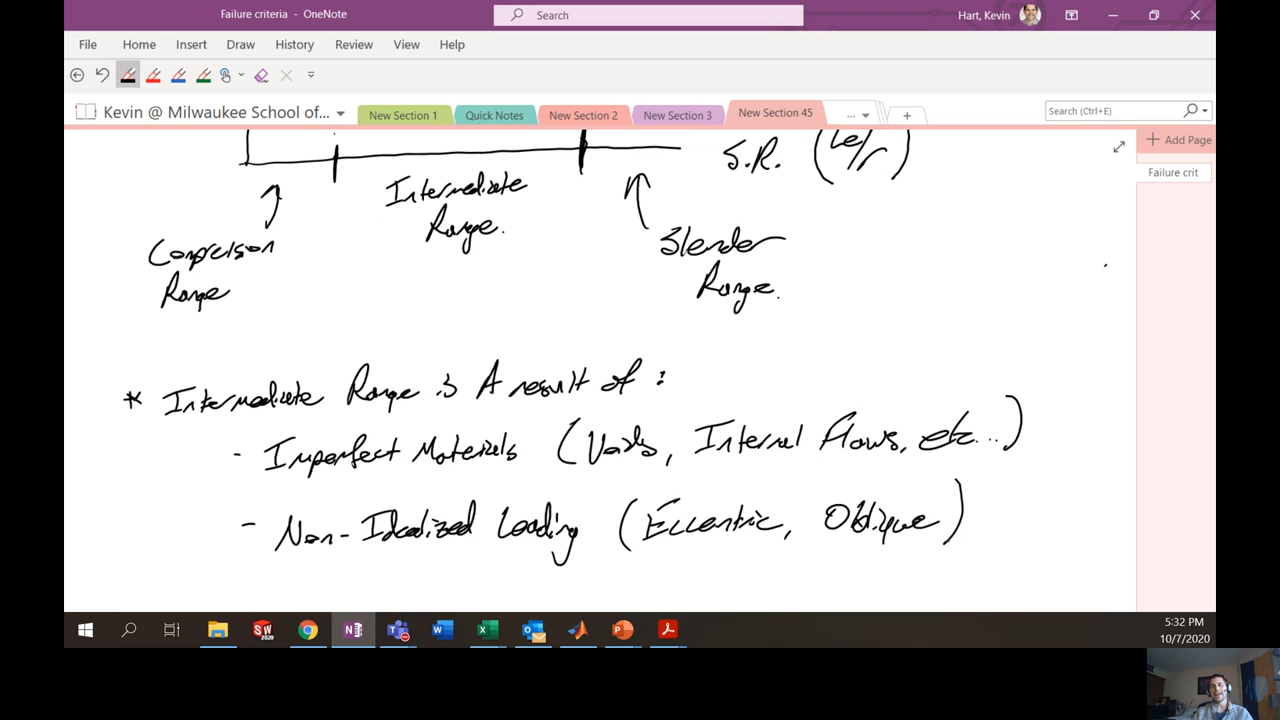 Failure criteria - OneNote
Search
Hart, Kevin
File Home Insert Draw History Review View Help
Kevin @ Milwaukee School of...
New Section 1
Quick Notes
New Section 2
New Section 3
New Section 45
...
Search (Ctrl+E)
Add Page
Failure crit
S.R. (Le/r)
Intermediate
Range.
Compression
Range
Slender
Range.
* Intermediate Range is A result of :
- Imperfect Materials (Voids, Internal Flaws, etc...)
- Non-Idealized Loading (Eccentric, Oblique)
SW
2020
5:32 PM
10/7/2020